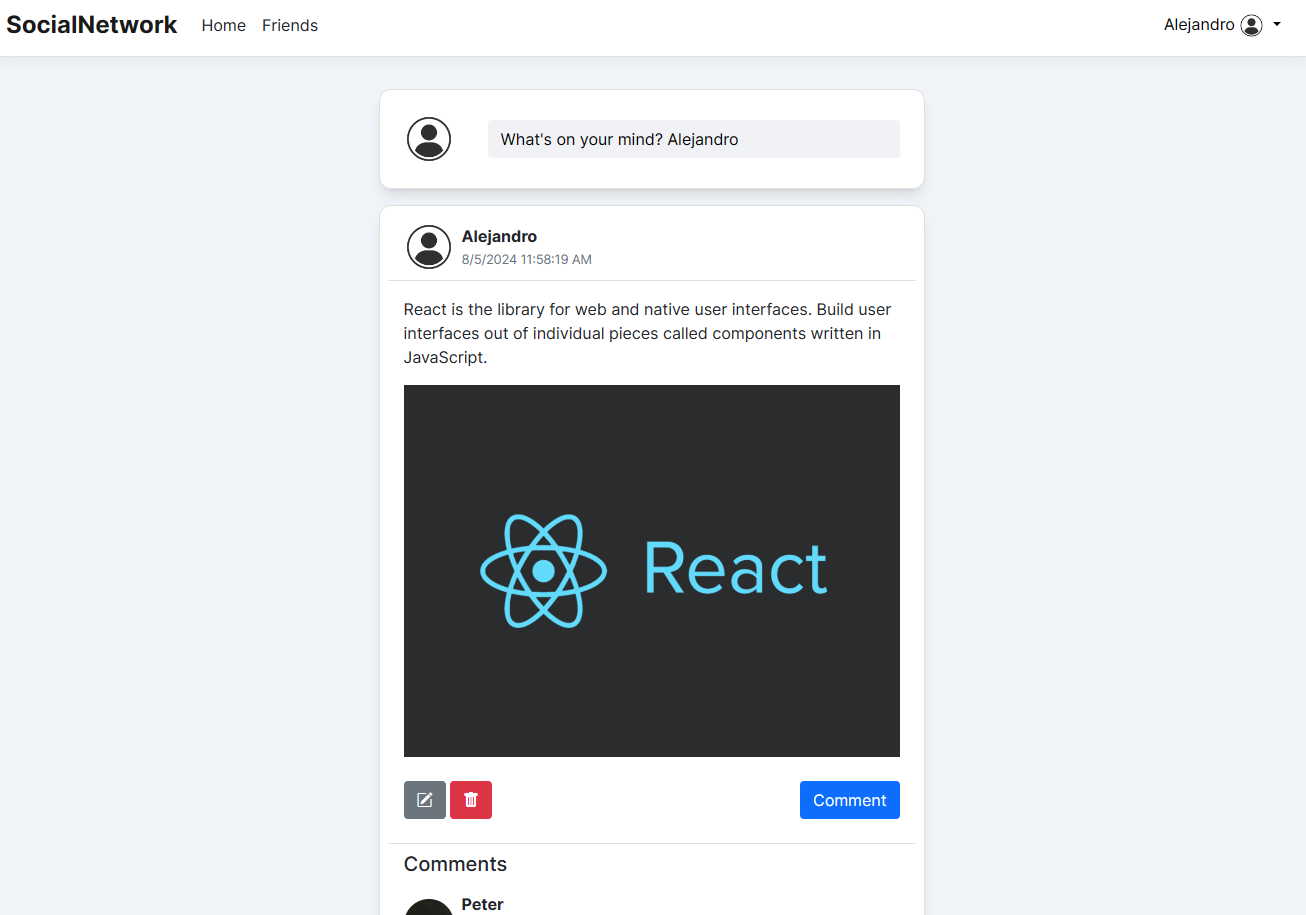 SocialNetwork Home Friends Alejandro
What's on your mind? Alejandro
Alejandro
8/5/2024 11:58:19 AM
React is the library for web and native user interfaces. Build user
interfaces out of individual pieces called components written in
JavaScript.
React
Comment
Comments
Peter